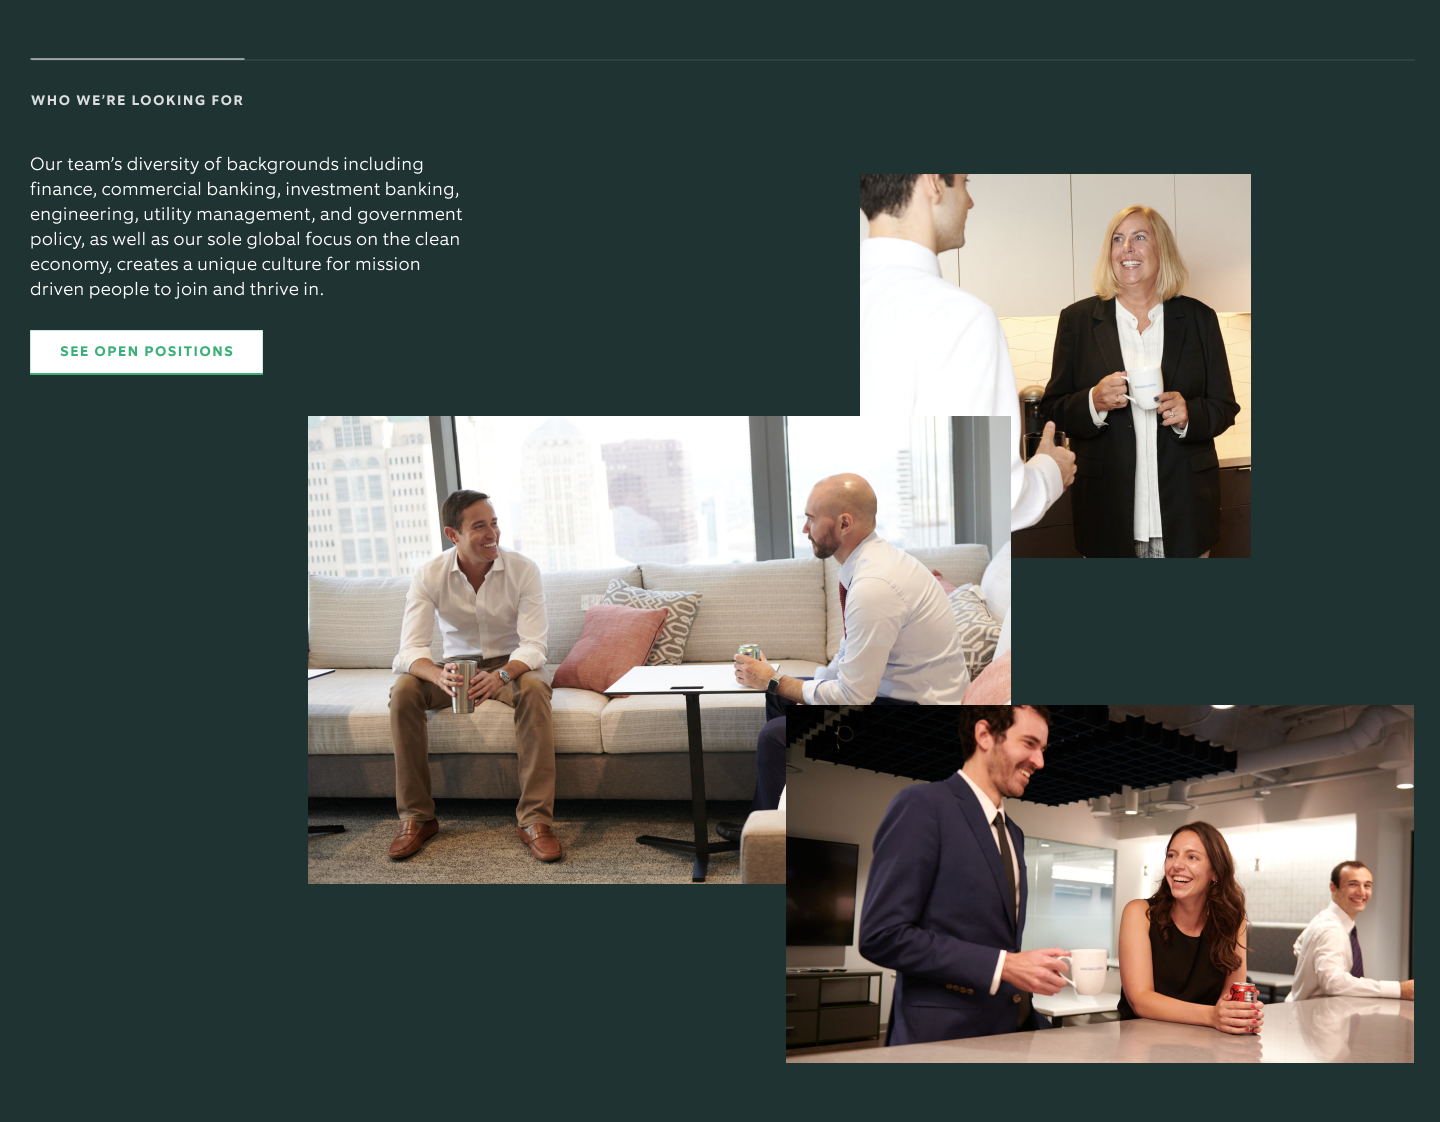 WHO WE’RE LOOKING FOR
Our team’s diversity of backgrounds including
finance, commercial banking, investment banking,
engineering, utility management, and government
policy, as well as our sole global focus on the clean
economy, creates a unique culture for mission
driven people to join and thrive in.
SEE OPEN POSITIONS